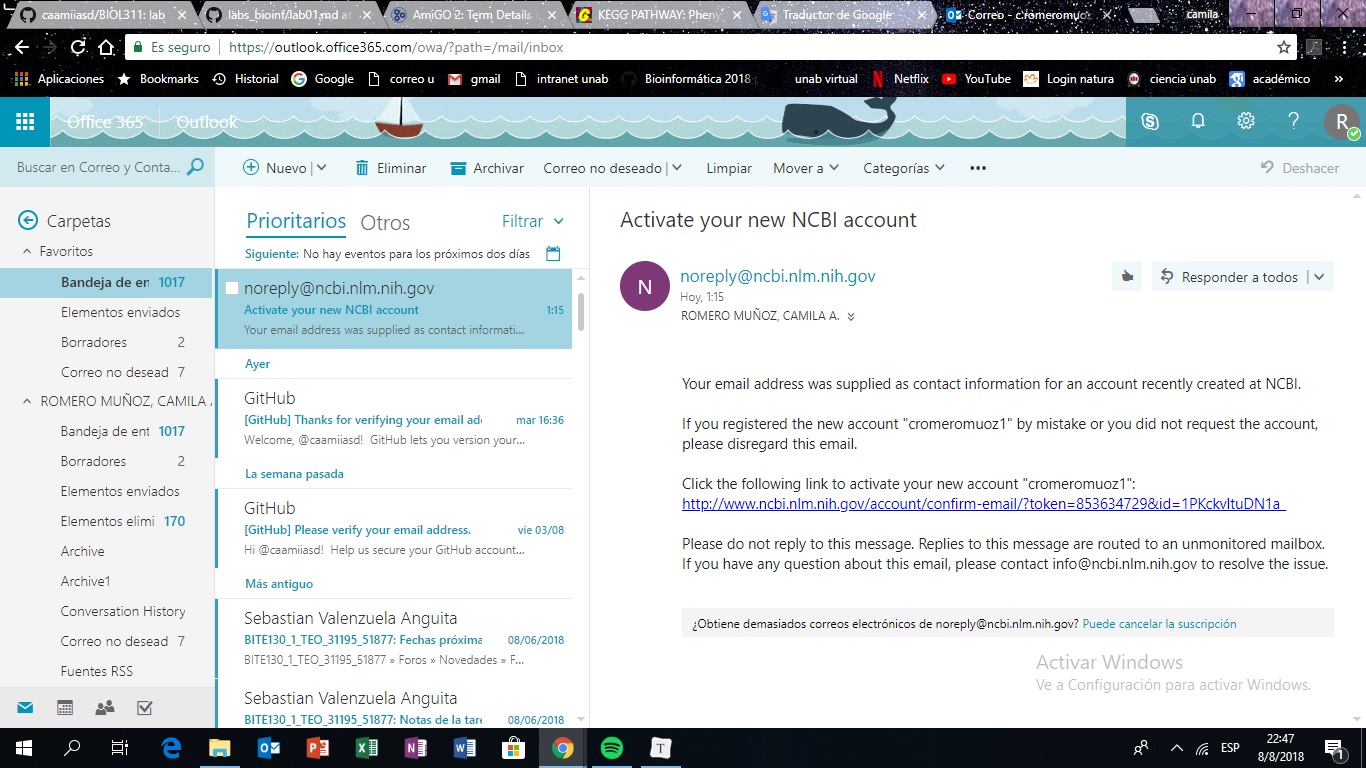 caamiiasd/BIOL311: lab
labs_bioinf/lab01.md at
AmiGO 2: Term Details
KEGG PATHWAY: Pheny
Traductor de Google
Correo - c.romeromuoz
camila
Es seguro | https://outlook.office365.com/owa/?path=/mail/inbox
Aplicaciones Bookmarks Historial Google correo u gmail intranet unab Bioinformática 2018 unab virtual Netflix YouTube Login natura ciencia unab académico »
Office 365 Outlook ? R
Buscar en Correo y Conta...
Nuevo | Eliminar Archivar Correo no deseado | Limpiar Mover a Categorías ••• Deshacer
Carpetas
Favoritos
Bandeja de en 1017
Elementos enviados
Borradores 2
Correo no desead 7
ROMERO MUÑOZ, CAMILA A
Bandeja de ent 1017
Borradores 2
Elementos enviados
Elementos elimi 170
Archive
Archive1
Conversation History
Correo no desead 7
Fuentes RSS
Prioritarios Otros Filtrar
Siguiente: No hay eventos para los próximos dos días
noreply@ncbi.nlm.nih.gov
Activate your new NCBI account 1:15
Your email address was supplied as contact informati...
Ayer
GitHub
[GitHub] Thanks for verifying your email ad mar 16:36
Welcome, @caamiiasd! GitHub lets you version your...
La semana pasada
GitHub
[GitHub] Please verify your email address. vie 03/08
Hi @caamiiasd! Help us secure your GitHub account...
Más antiguo
Sebastian Valenzuela Anguita
BITE130_1_TEO_31195_51877: Fechas próxima 08/06/2018
BITE130_1_TEO_31195_51877 » Foros » Novedades » F...
Sebastian Valenzuela Anguita
BITE130_1_TEO_31195_51877: Notas de la tare 08/06/2018
Activate your new NCBI account
N
noreply@ncbi.nlm.nih.gov
Hoy, 1:15
ROMERO MUÑOZ, CAMILA A.
Responder a todos |
Your email address was supplied as contact information for an account recently created at NCBI.
If you registered the new account "cromeromuoz1" by mistake or you did not request the account,
please disregard this email.
Click the following link to activate your new account "cromeromuoz1":
http://www.ncbi.nlm.nih.gov/account/confirm-email/?token=853634729&id=1PKckvltuDN1a
Please do not reply to this message. Replies to this message are routed to an unmonitored mailbox.
If you have any question about this email, please contact info@ncbi.nlm.nih.gov to resolve the issue.
¿Obtiene demasiados correos electrónicos de noreply@ncbi.nlm.nih.gov? Puede cancelar la suscripción
Activar Windows
Ve a Configuración para activar Windows.
ESP
22:47
8/8/2018
1